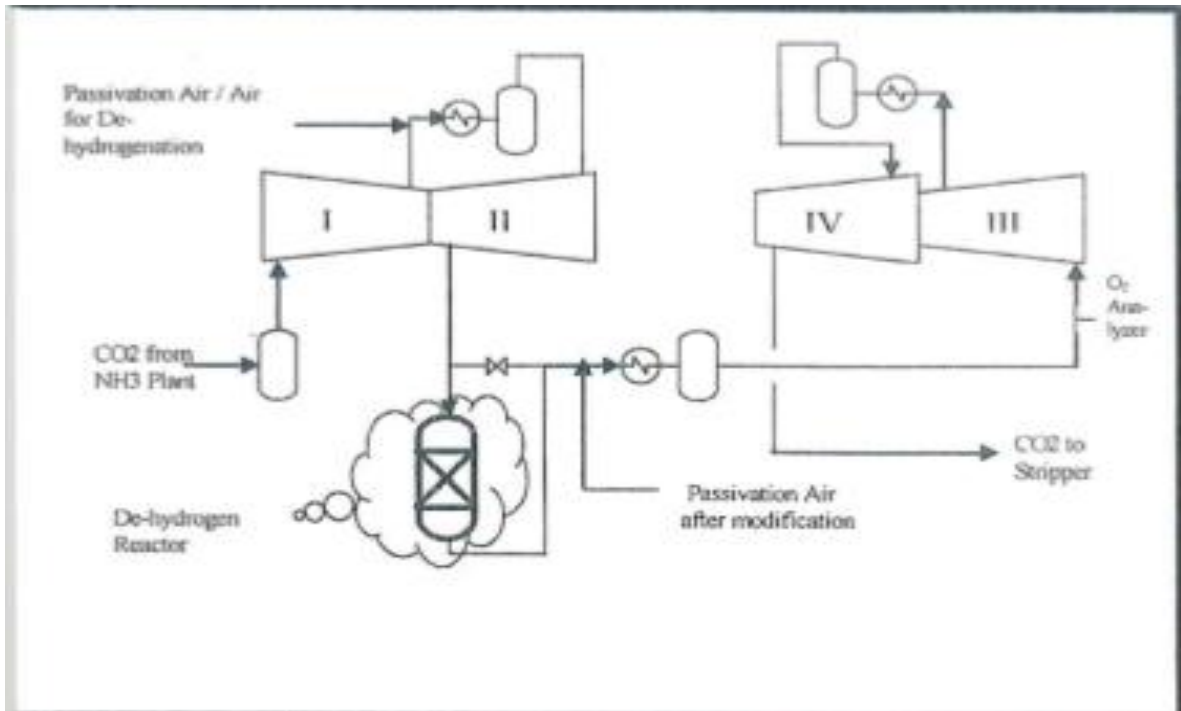 Passivation Air / Air
for De-
hydrogenation
I
II
IV
III
O2
Ana-
lyzer
CO2 from
NH3 Plant
CO2 to
Stripper
Passivation Air
after modification
De-hydrogen
Reactor